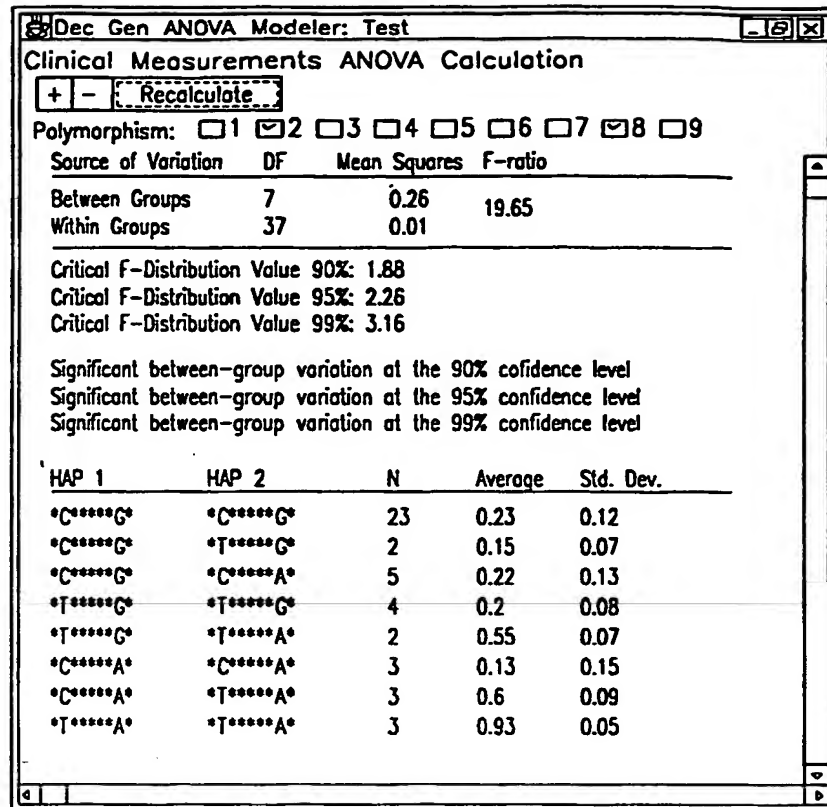 Dec Gen ANOVA Modeler: Test
Clinical Measurements ANOVA Calculation
+ - Recalculate
Polymorphism: 1 2 3 4 5 6 7 8 9
Source of Variation DF Mean Squares F-ratio
Between Groups 7 0.26 19.65
Within Groups 37 0.01
Critical F-Distribution Value 90%: 1.88
Critical F-Distribution Value 95%: 2.26
Critical F-Distribution Value 99%: 3.16
Significant between-group variation at the 90% cofidence level
Significant between-group variation at the 95% confidence level
Significant between-group variation at the 99% confidence level
HAP 1 HAP 2 N Average Std. Dev.
*C*****G* *C*****G* 23 0.23 0.12
*C*****G* *T*****G* 2 0.15 0.07
*C*****G* *C*****A* 5 0.22 0.13
*T*****G* *T*****G* 4 0.2 0.08
*T*****G* *T*****A* 2 0.55 0.07
*C*****A* *C*****A* 3 0.13 0.15
*C*****A* *T*****A* 3 0.6 0.09
*T*****A* *T*****A* 3 0.93 0.05